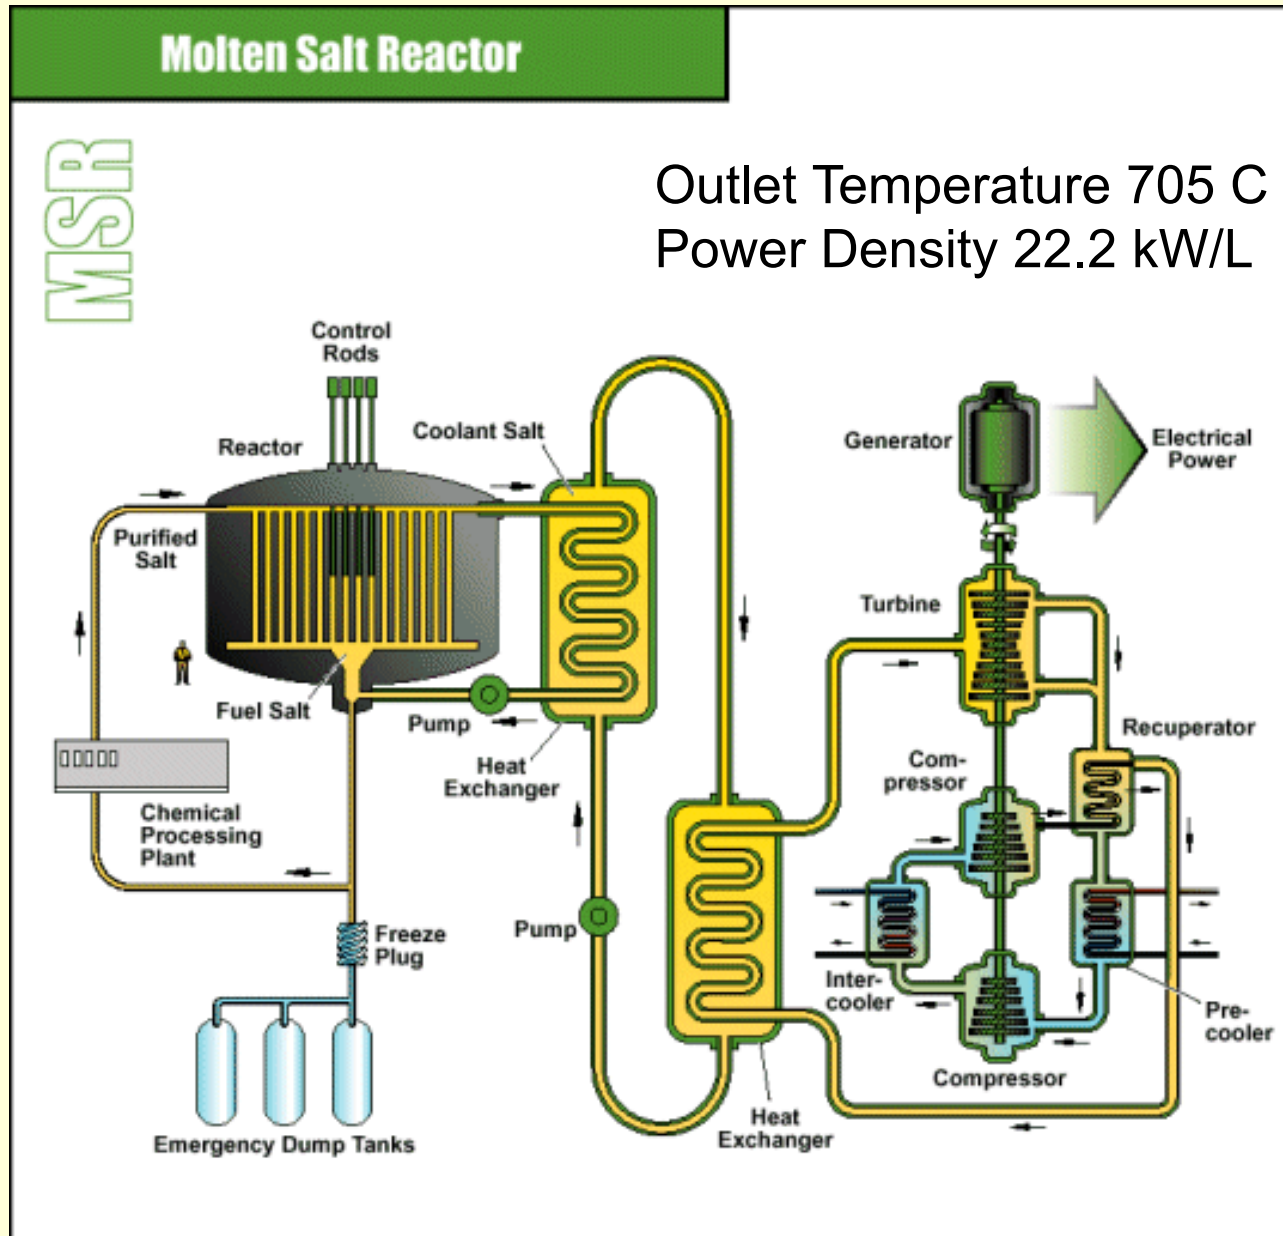 Molten Salt Reactor
MSR
Outlet Temperature 705 C
Power Density 22.2 kW/L
Control
Rods
Reactor
Coolant Salt
Generator
Electrical
Power
Purified
Salt
Turbine
Fuel Salt
Pump
Heat
Exchanger
Recuperator
Com-
pressor
Chemical
Processing
Plant
Freeze
Plug
Pump
Inter-
cooler
Pre-
cooler
Compressor
Heat
Exchanger
Emergency Dump Tanks